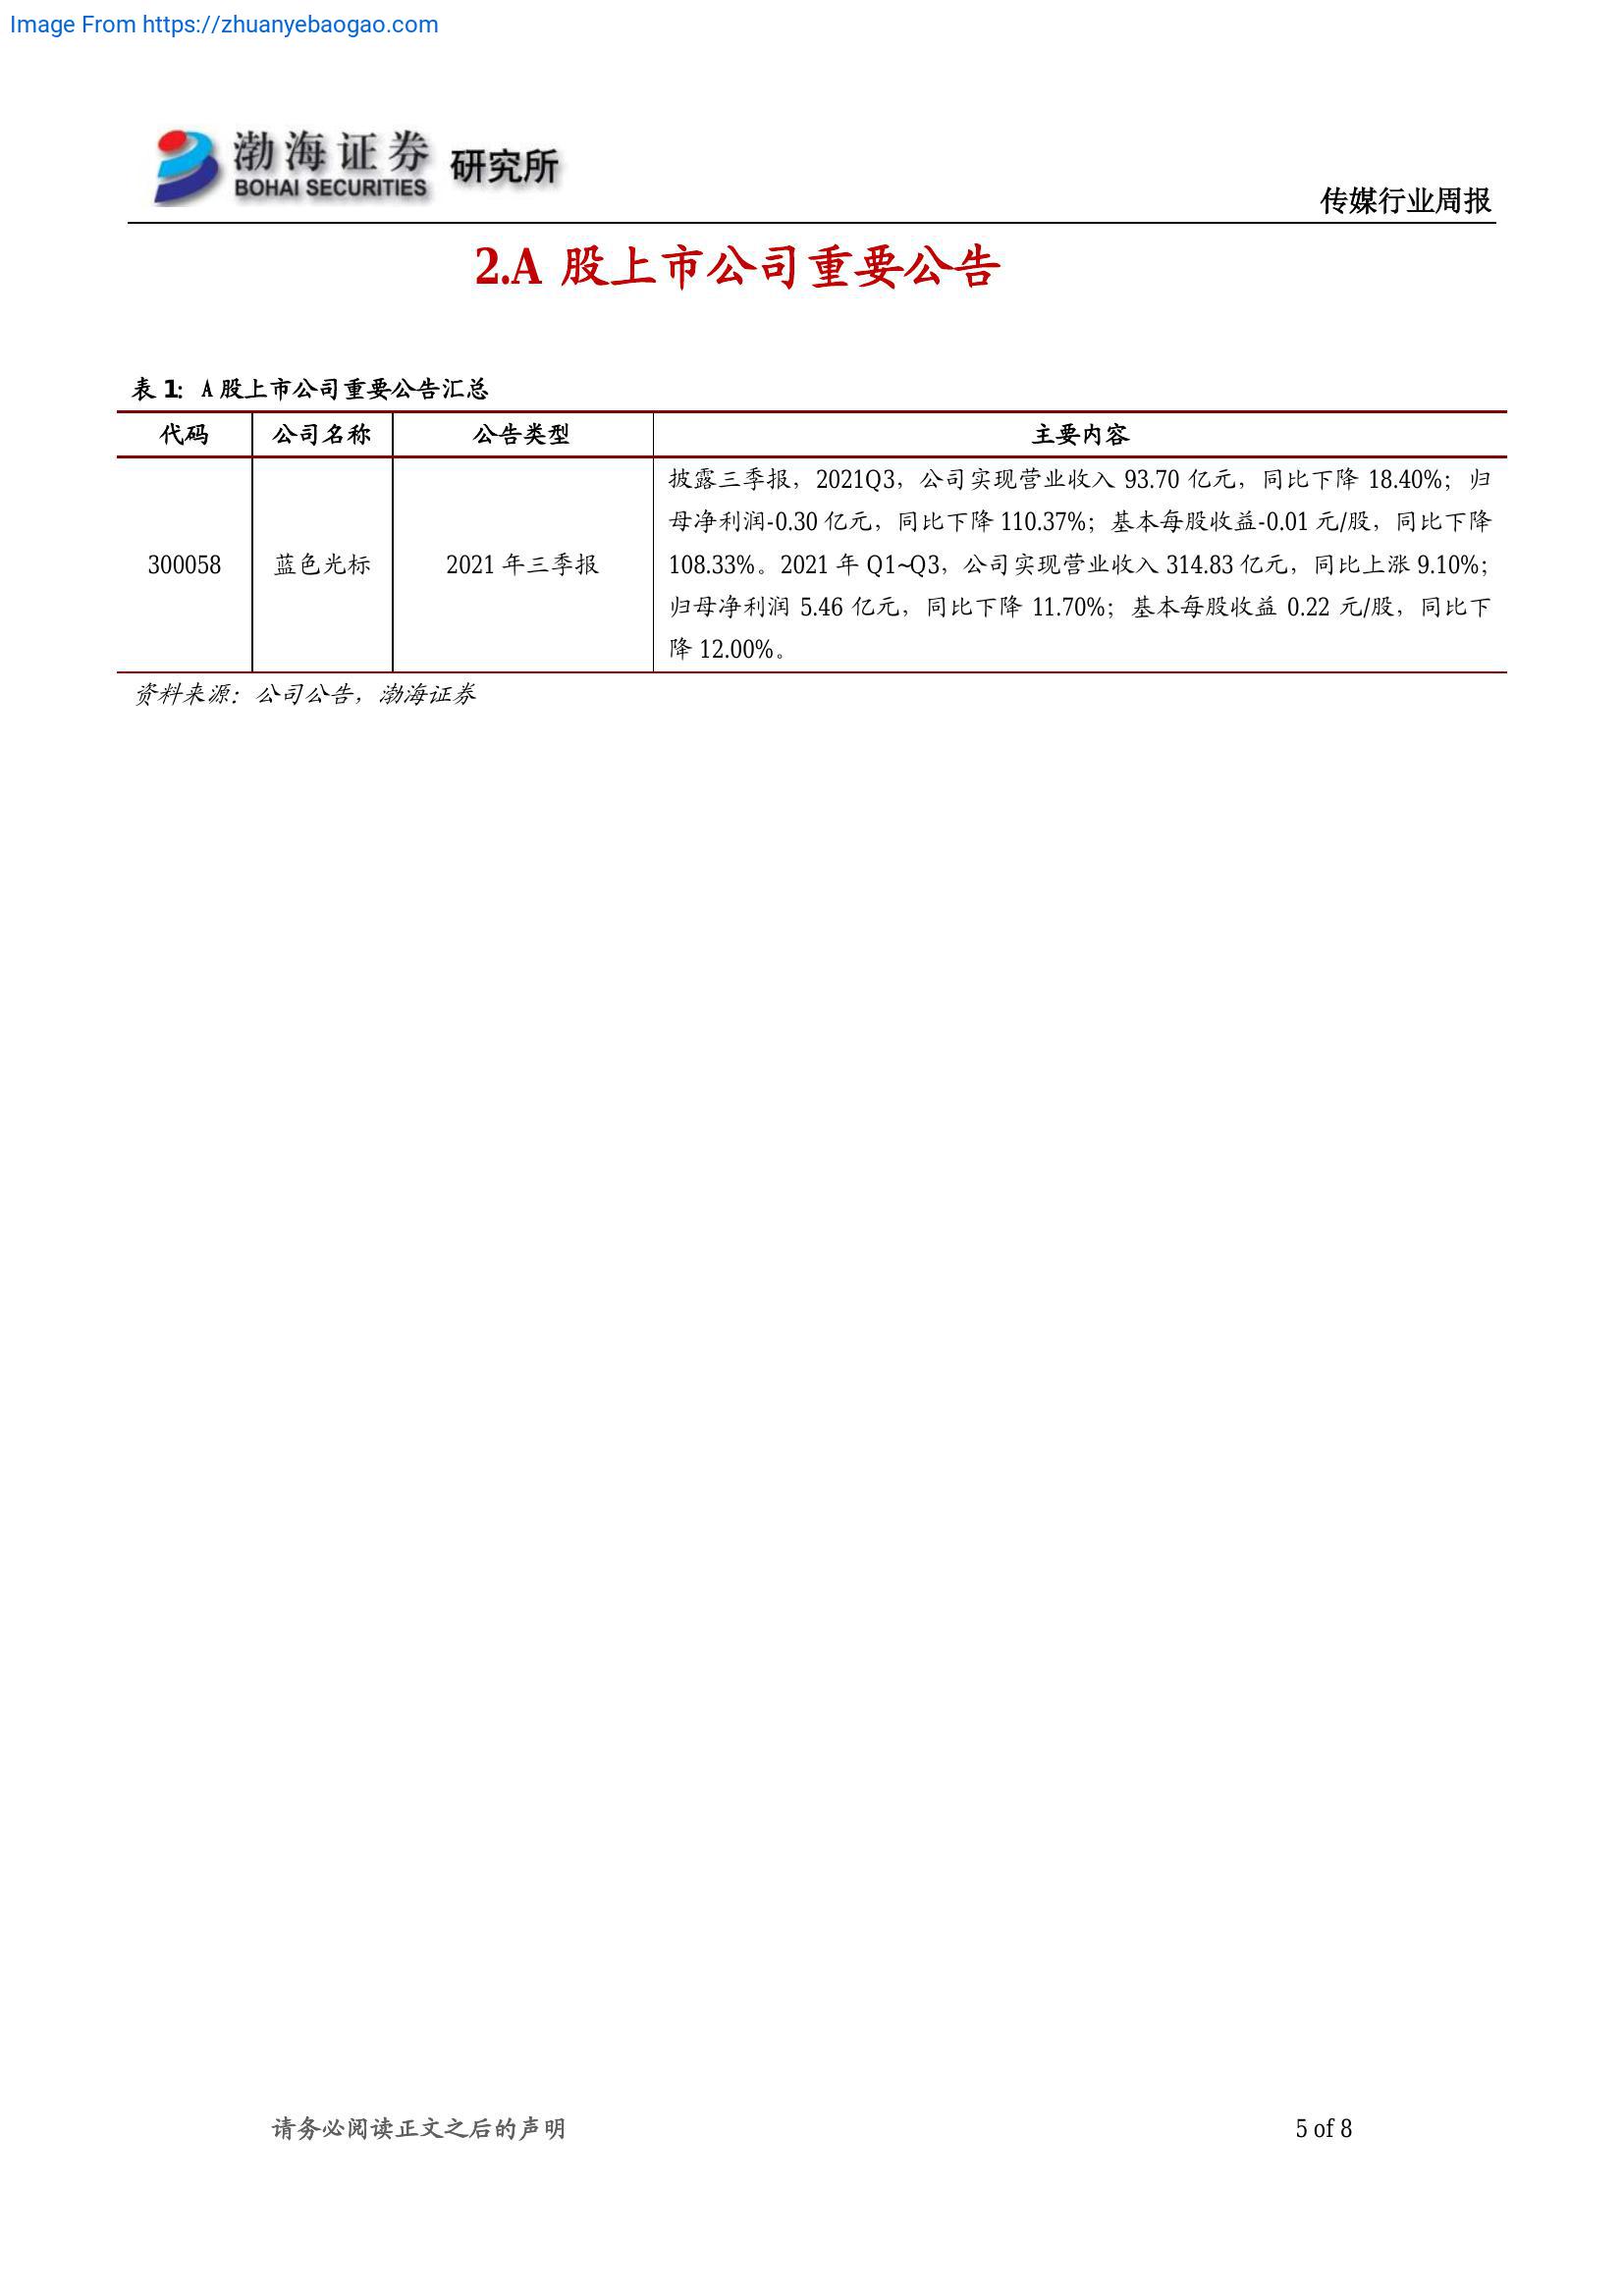 Image From https://zhuanyebaogao.com
渤海证券 研究所
BOHAI SECURITIES
传媒行业周报
2.A 股上市公司重要公告
表 1: A 股上市公司重要公告汇总
代码 公司名称 公告类型 主要内容
披露三季报，2021Q3，公司实现营业收入 93.70 亿元，同比下降 18.40%；归
母净利润-0.30 亿元，同比下降 110.37%；基本每股收益-0.01 元/股，同比下降
300058 蓝色光标 2021 年三季报 108.33%。2021 年 Q1~Q3，公司实现营业收入 314.83 亿元，同比上涨 9.10%；
归母净利润 5.46 亿元，同比下降 11.70%；基本每股收益 0.22 元/股，同比下
降 12.00%。
资料来源：公司公告，渤海证券
请务必阅读正文之后的声明 5 of 8